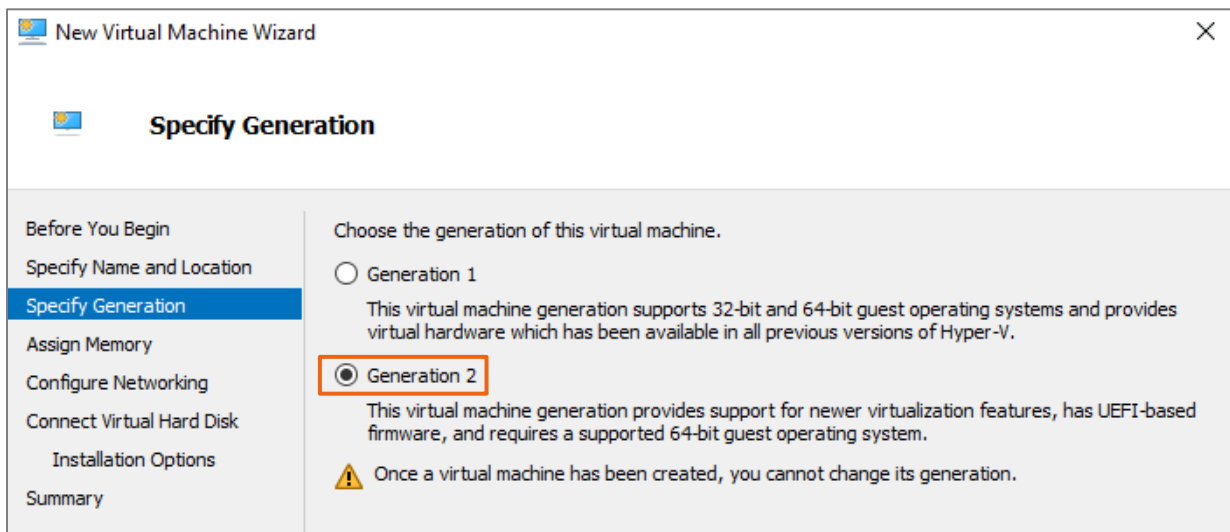 New Virtual Machine Wizard
Specify Generation
Before You Begin
Specify Name and Location
Specify Generation
Assign Memory
Configure Networking
Connect Virtual Hard Disk
Installation Options
Summary
Choose the generation of this virtual machine.
Generation 1
This virtual machine generation supports 32-bit and 64-bit guest operating systems and provides
virtual hardware which has been available in all previous versions of Hyper-V.
Generation 2
This virtual machine generation provides support for newer virtualization features, has UEFI-based
firmware, and requires a supported 64-bit guest operating system.
Once a virtual machine has been created, you cannot change its generation.